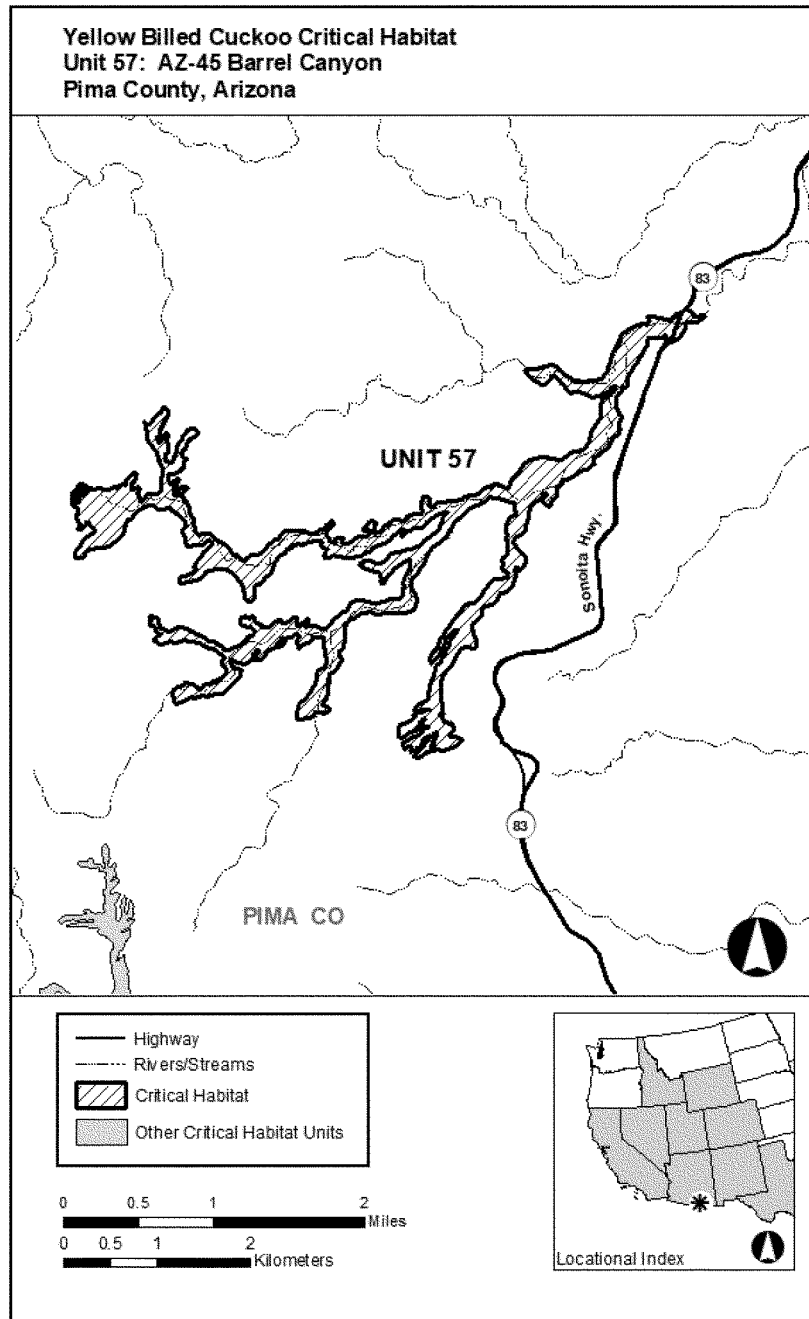 Yellow Billed Cuckoo Critical Habitat
Unit 57: AZ-45 Barrel Canyon
Pima County, Arizona
83
UNIT 57
Sonoita Hwy,
83
PIMA CO
Highway
Rivers/Streams
Critical Habitat
Other Critical Habitat Units
0 0.5 1 2
Miles
0 0.5 1 2
Kilometers
Locational Index